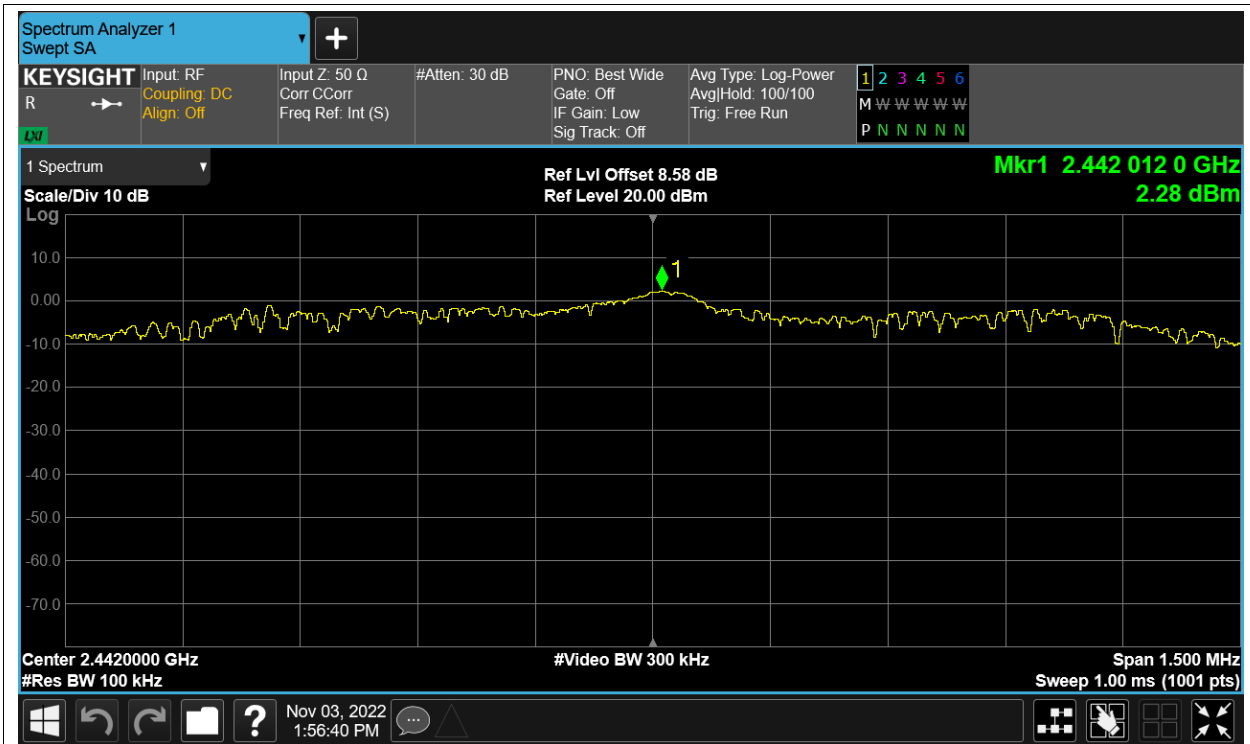 Spectrum Analyzer 1
Swept SA
KEYSIGHT
R
LXI
Input: RF
Coupling: DC
Align: Off
Input Z: 50 Ω
Corr CCorr
Freq Ref: Int (S)
#Atten: 30 dB
PNO: Best Wide
Gate: Off
IF Gain: Low
Sig Track: Off
Avg Type: Log-Power
Avg|Hold: 100/100
Trig: Free Run
1 2 3 4 5 6
M W W W W W
P N N N N N
1 Spectrum
Scale/Div 10 dB
Log
Ref Lvl Offset 8.58 dB
Ref Level 20.00 dBm
Mkr1 2.442 012 0 GHz
2.28 dBm
1
10.0
0.00
-10.0
-20.0
-30.0
-40.0
-50.0
-60.0
-70.0
Center 2.4420000 GHz
#Res BW 100 kHz
#Video BW 300 kHz
Span 1.500 MHz
Sweep 1.00 ms (1001 pts)
?
Nov 03, 2022
1:56:40 PM